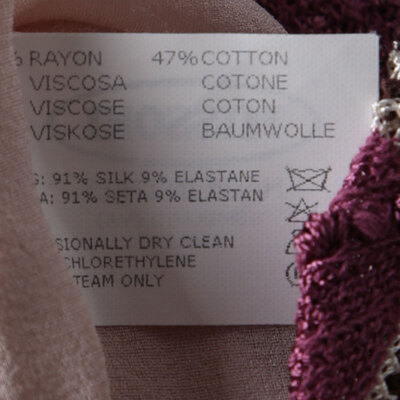 % RAYON 47% COTTON
VISCOSA COTONE
VISCOSE COTON
VISKOSE BAUMWOLLE
G: 91% SILK 9% ELASTANE
A: 91% SETA 9% ELASTAN
SIONALLY DRY CLEAN
CHLORETHYLENE
TEAM ONLY